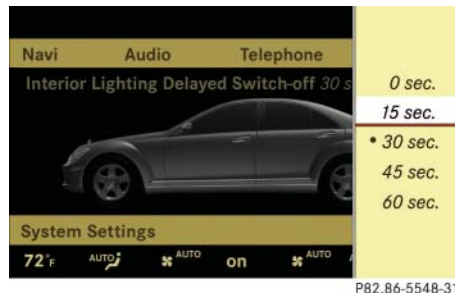 Navi Audio Telephone
Interior Lighting Delayed Switch-off 30 s
0 sec.
15 sec.
• 30 sec.
45 sec.
60 sec.
System Settings
72°F AUTO AUTO on AUTO
P82.86-5548-31